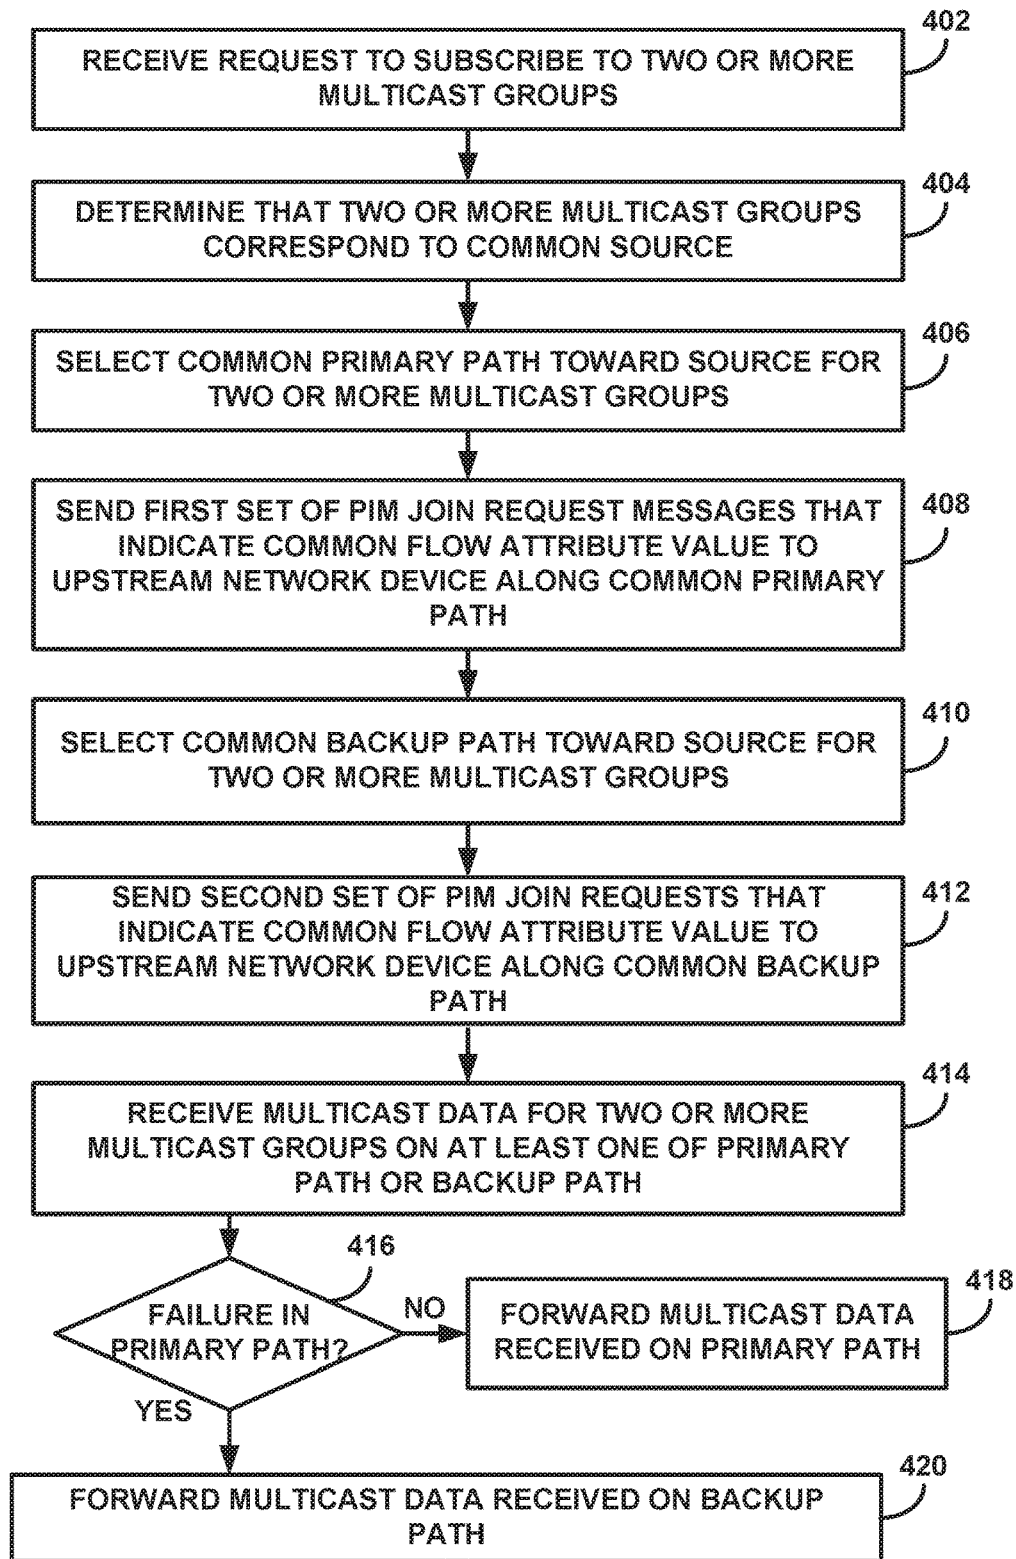 402
RECEIVE REQUEST TO SUBSCRIBE TO TWO OR MORE
MULTICAST GROUPS
404
DETERMINE THAT TWO OR MORE MULTICAST GROUPS
CORRESPOND TO COMMON SOURCE
406
SELECT COMMON PRIMARY PATH TOWARD SOURCE FOR
TWO OR MORE MULTICAST GROUPS
408
SEND FIRST SET OF PIM JOIN REQUEST MESSAGES THAT
INDICATE COMMON FLOW ATTRIBUTE VALUE TO
UPSTREAM NETWORK DEVICE ALONG COMMON PRIMARY
PATH
410
SELECT COMMON BACKUP PATH TOWARD SOURCE FOR
TWO OR MORE MULTICAST GROUPS
412
SEND SECOND SET OF PIM JOIN REQUESTS THAT
INDICATE COMMON FLOW ATTRIBUTE VALUE TO
UPSTREAM NETWORK DEVICE ALONG COMMON BACKUP
PATH
414
RECEIVE MULTICAST DATA FOR TWO OR MORE
MULTICAST GROUPS ON AT LEAST ONE OF PRIMARY
PATH OR BACKUP PATH
416
FAILURE IN
PRIMARY PATH?
NO
418
FORWARD MULTICAST DATA
RECEIVED ON PRIMARY PATH
YES
420
FORWARD MULTICAST DATA RECEIVED ON BACKUP
PATH